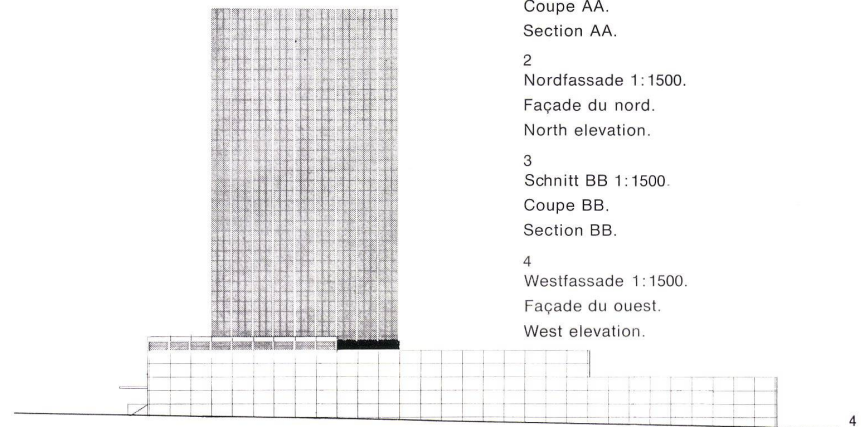 Coupe AA.
Section AA.
2
Nordfassade 1:1500.
Façade du nord.
North elevation.
3
Schnitt BB 1:1500.
Coupe BB.
Section BB.
4
Westfassade 1:1500.
Façade du ouest.
West elevation.
4